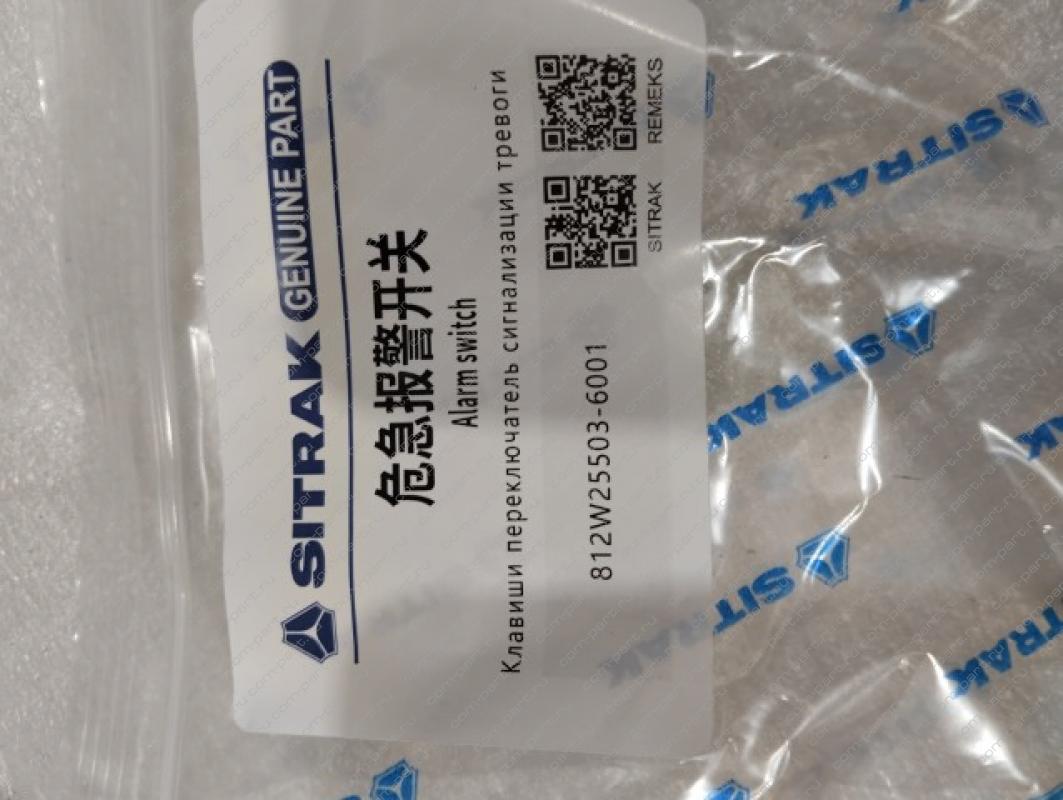 SITRAK GENUINE PART
危急报警开关
Alarm switch
Клавиши переключатель сигнализации тревоги
812W25503-6001
SITRAK
REMEKS
SITRAK
SITRAK
SITRAK
SITRAK